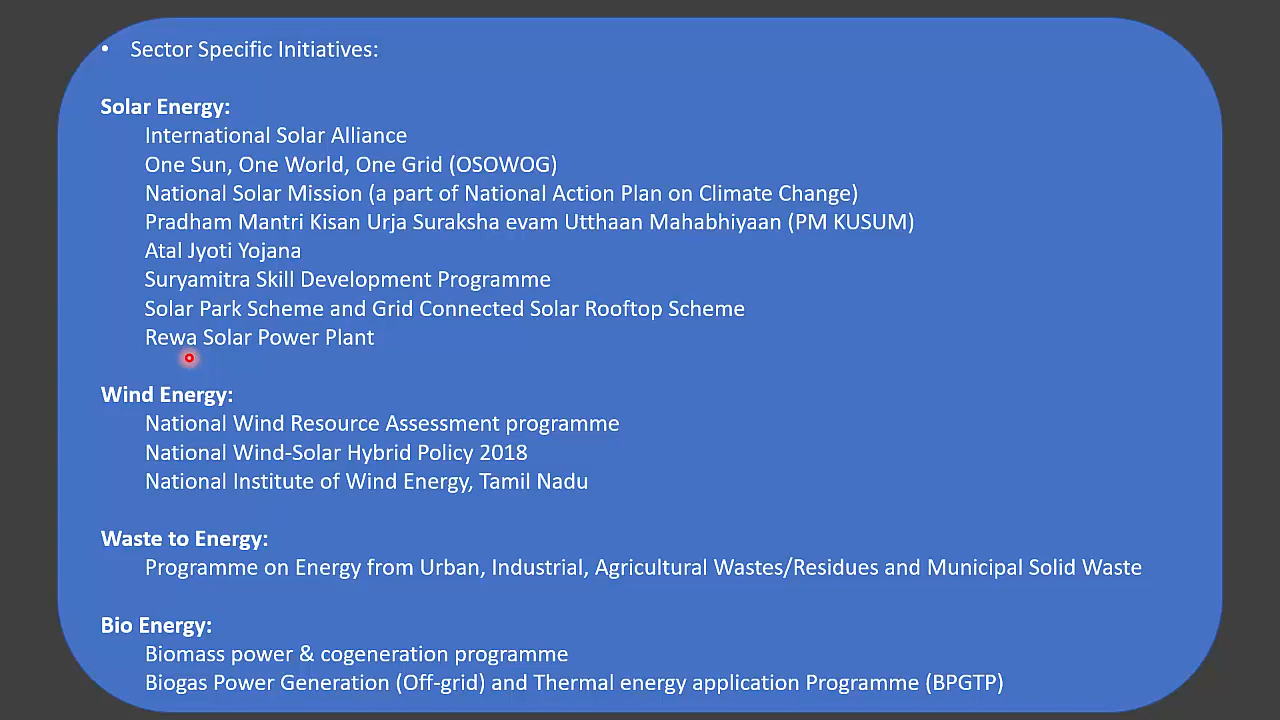 • Sector Specific Initiatives:
Solar Energy:
International Solar Alliance
One Sun, One World, One Grid (OSOWOG)
National Solar Mission (a part of National Action Plan on Climate Change)
Pradham Mantri Kisan Urja Suraksha evam Utthaan Mahabhiyaan (PM KUSUM)
Atal Jyoti Yojana
Suryamitra Skill Development Programme
Solar Park Scheme and Grid Connected Solar Rooftop Scheme
Rewa Solar Power Plant
Wind Energy:
National Wind Resource Assessment programme
National Wind-Solar Hybrid Policy 2018
National Institute of Wind Energy, Tamil Nadu
Waste to Energy:
Programme on Energy from Urban, Industrial, Agricultural Wastes/Residues and Municipal Solid Waste
Bio Energy:
Biomass power & cogeneration programme
Biogas Power Generation (Off-grid) and Thermal energy application Programme (BPGTP)